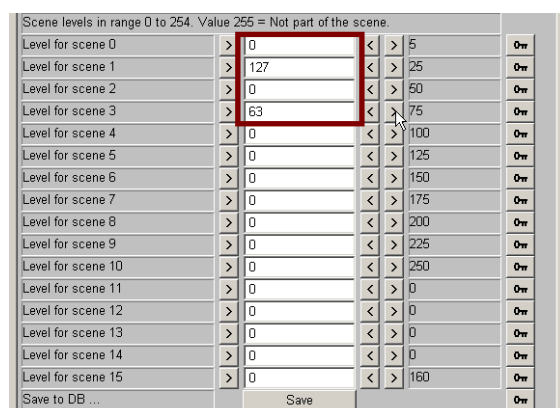 Scene levels in range 0 to 254. Value 255 = Not part of the scene.
Level for scene 0 > 0 < > 5
Level for scene 1 > 127 < > 25
Level for scene 2 > 0 < > 50
Level for scene 3 > 63 < > 75
Level for scene 4 > 0 < > 100
Level for scene 5 > 0 < > 125
Level for scene 6 > 0 < > 150
Level for scene 7 > 0 < > 175
Level for scene 8 > 0 < > 200
Level for scene 9 > 0 < > 225
Level for scene 10 > 0 < > 250
Level for scene 11 > 0 < > 0
Level for scene 12 > 0 < > 0
Level for scene 13 > 0 < > 0
Level for scene 14 > 0 < > 0
Level for scene 15 > 0 < > 160
Save to DB ... Save